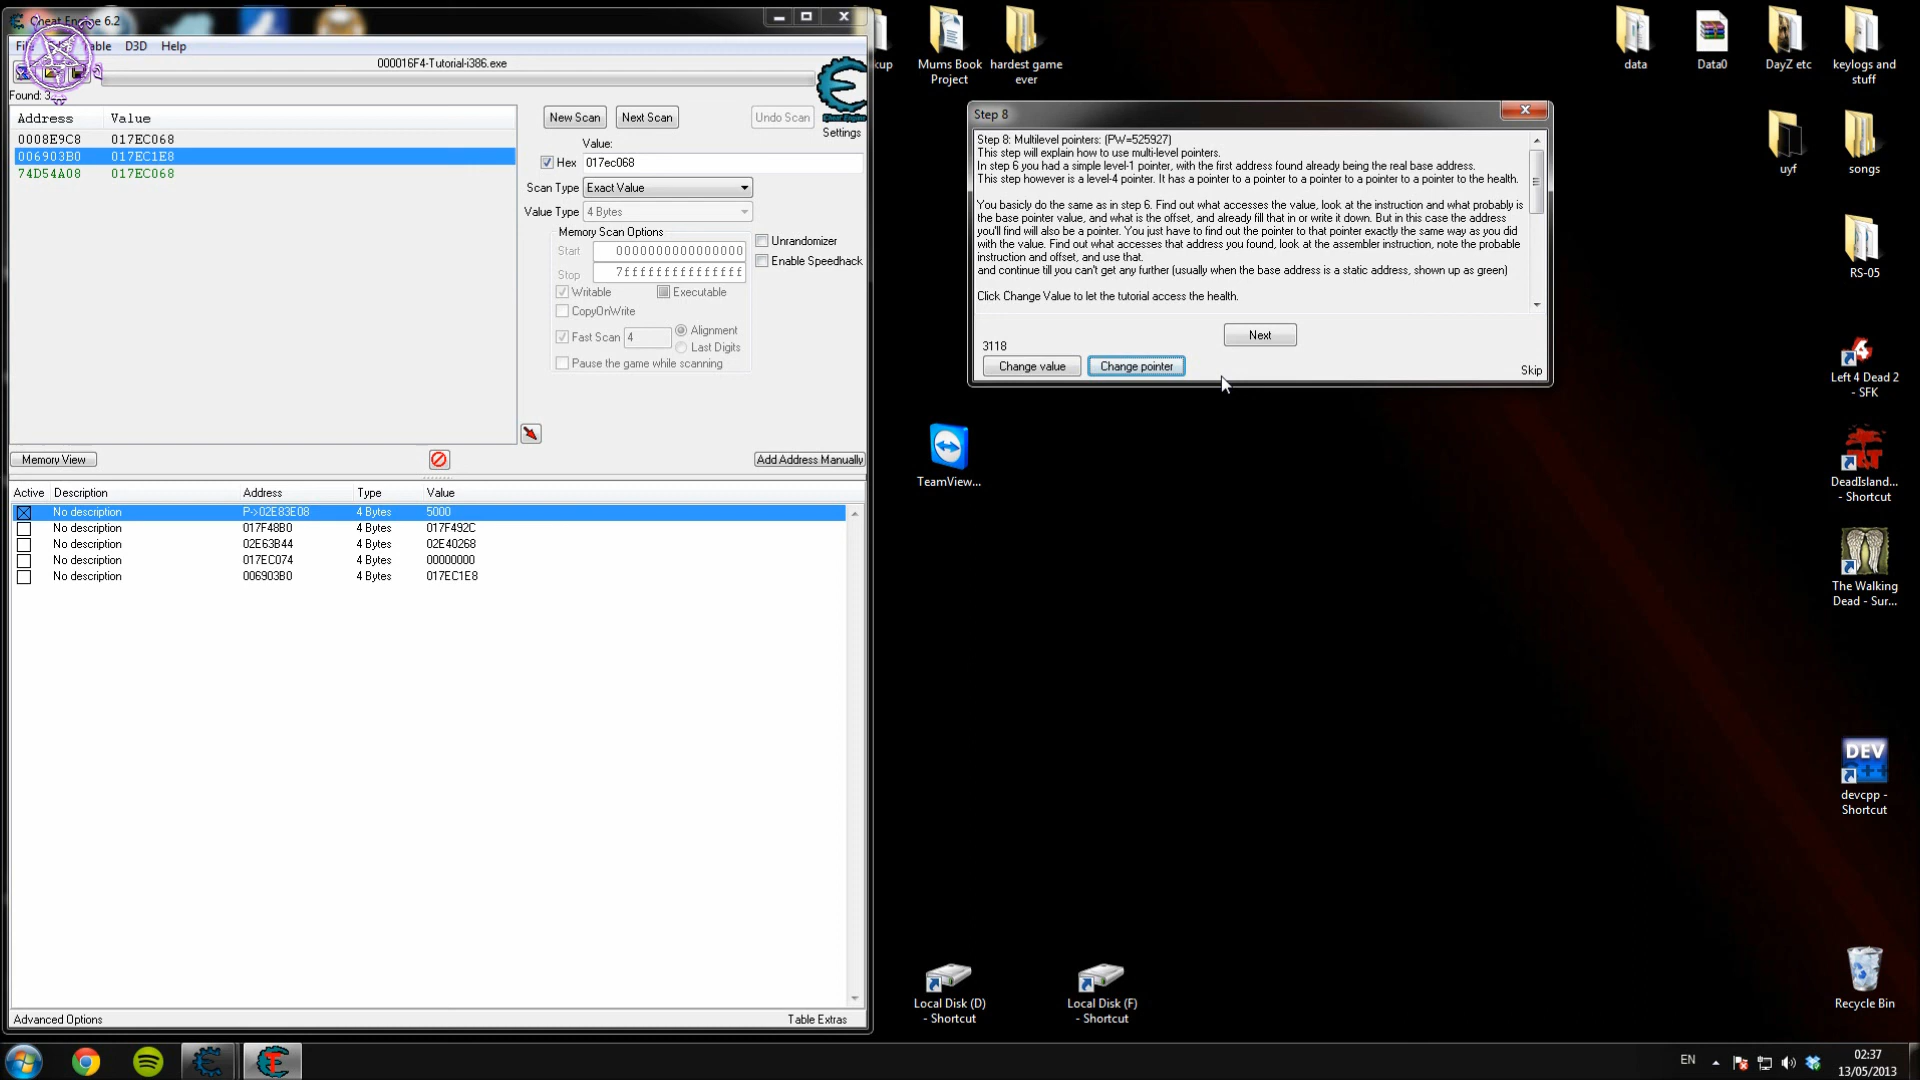 Cheat Engine 6.2
D3D Help
000016F4-Tutorial-i386.exe
Found: 3
Address Value
0008E9C8 017EC068
006903B0 017EC1E8
74D54A08 017EC068
New Scan Next Scan Undo Scan
Settings
Value:
Hex 017ec068
Scan Type Exact Value
Value Type 4 Bytes
Memory Scan Options
Start 0000000000000000
Stop 7fffffffffffffff
Writable Executable
CopyOnWrite
Fast Scan 4 Alignment
Last Digits
Pause the game while scanning
Unrandomizer
Enable Speedhack
Memory View Add Address Manually
Active Description Address Type Value
No description P->02E83E08 4 Bytes 5000
No description 017F48B0 4 Bytes 017F492C
No description 02E63B44 4 Bytes 02E40268
No description 017EC074 4 Bytes 00000000
No description 006903B0 4 Bytes 017EC1E8
Advanced Options Table Extras
Step 8
Step 8: Multilevel pointers: (PW=525927)
This step will explain how to use multi-level pointers.
In step 6 you had a simple level-1 pointer, with the first address found already being the real base address.
This step however is a level-4 pointer. It has a pointer to a pointer to a pointer to a pointer to a pointer to the health.
You basicly do the same as in step 6. Find out what accesses the value, look at the instruction and what probably is
the base pointer value, and what is the offset, and already fill that in or write it down. But in this case the address
you'll find will also be a pointer. You just have to find out the pointer to that pointer exactly the same way as you did
with the value. Find out what accesses that address you found, look at the assembler instruction, note the probable
instruction and offset, and use that.
and continue till you can't get any further (usually when the base address is a static address, shown up as green)
Click Change Value to let the tutorial access the health.
Next
3118
Change value Change pointer
Skip
Mums Book
Project
hardest game
ever
data
Data0
DayZ etc
keylogs and
stuff
uyf
songs
RS-05
Left 4 Dead 2
- SFK
DeadIsland...
- Shortcut
The Walking
Dead - Sur...
DEV
C++
devcpp -
Shortcut
TeamView...
Local Disk (D)
- Shortcut
Local Disk (F)
- Shortcut
Recycle Bin
EN
02:37
13/05/2013